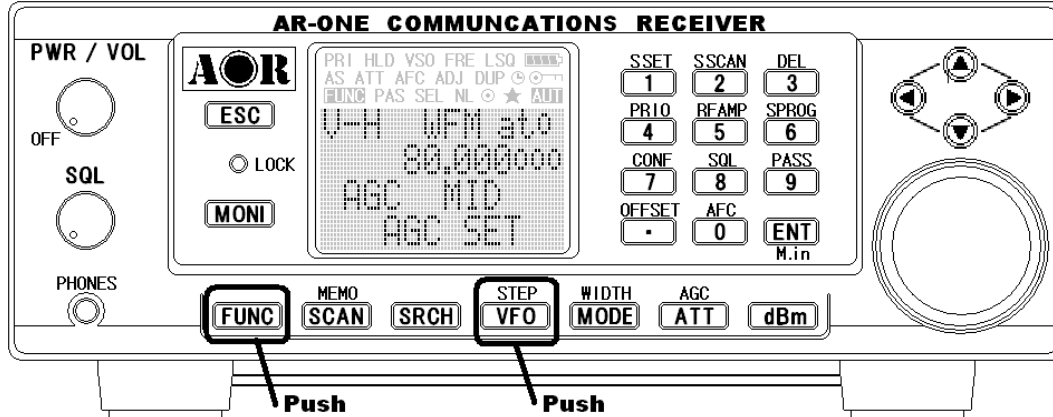 AR-ONE COMMUNCATIONS RECEIVER
PWR / VOL
OFF
SQL
PHONES
AOR
ESC
LOCK
MONI
PRI HLD VSO FRE LSQ
AS ATT AFC ADJ DUP
FUNC PAS SEL NL AUT
V-H WFM ato
80.000000
AGC MID
AGC SET
SSET SSCAN DEL
1 2 3
PRIO RFAMP SPROG
4 5 6
CONF SQL PASS
7 8 9
OFFSET AFC
. 0 ENT
M.in
MEMO STEP WIDTH AGC
FUNC SCAN SRCH VFO MODE ATT dBm
Push Push